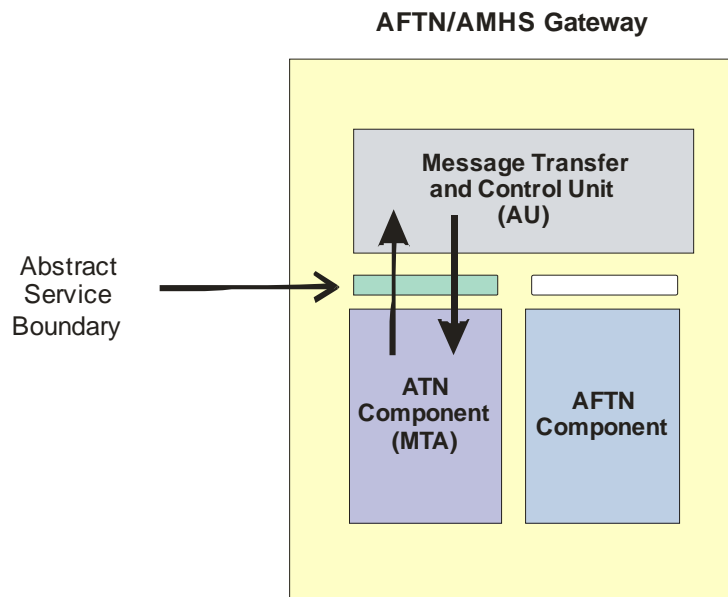 AFTN/AMHS Gateway
Message Transfer
and Control Unit
(AU)
Abstract
Service
Boundary
ATN
Component
(MTA)
AFTN
Component